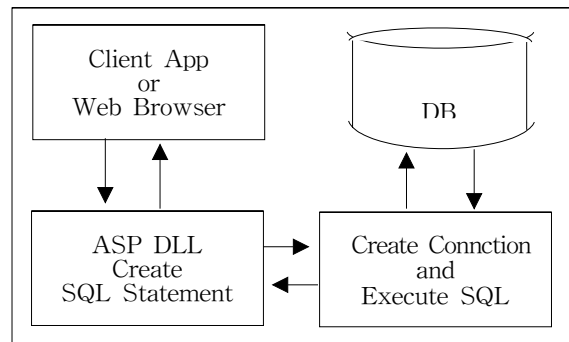 Client App
or
Web Browser
DB
ASP DLL
Create
SQL Statement
Create Connction
and
Execute SQL